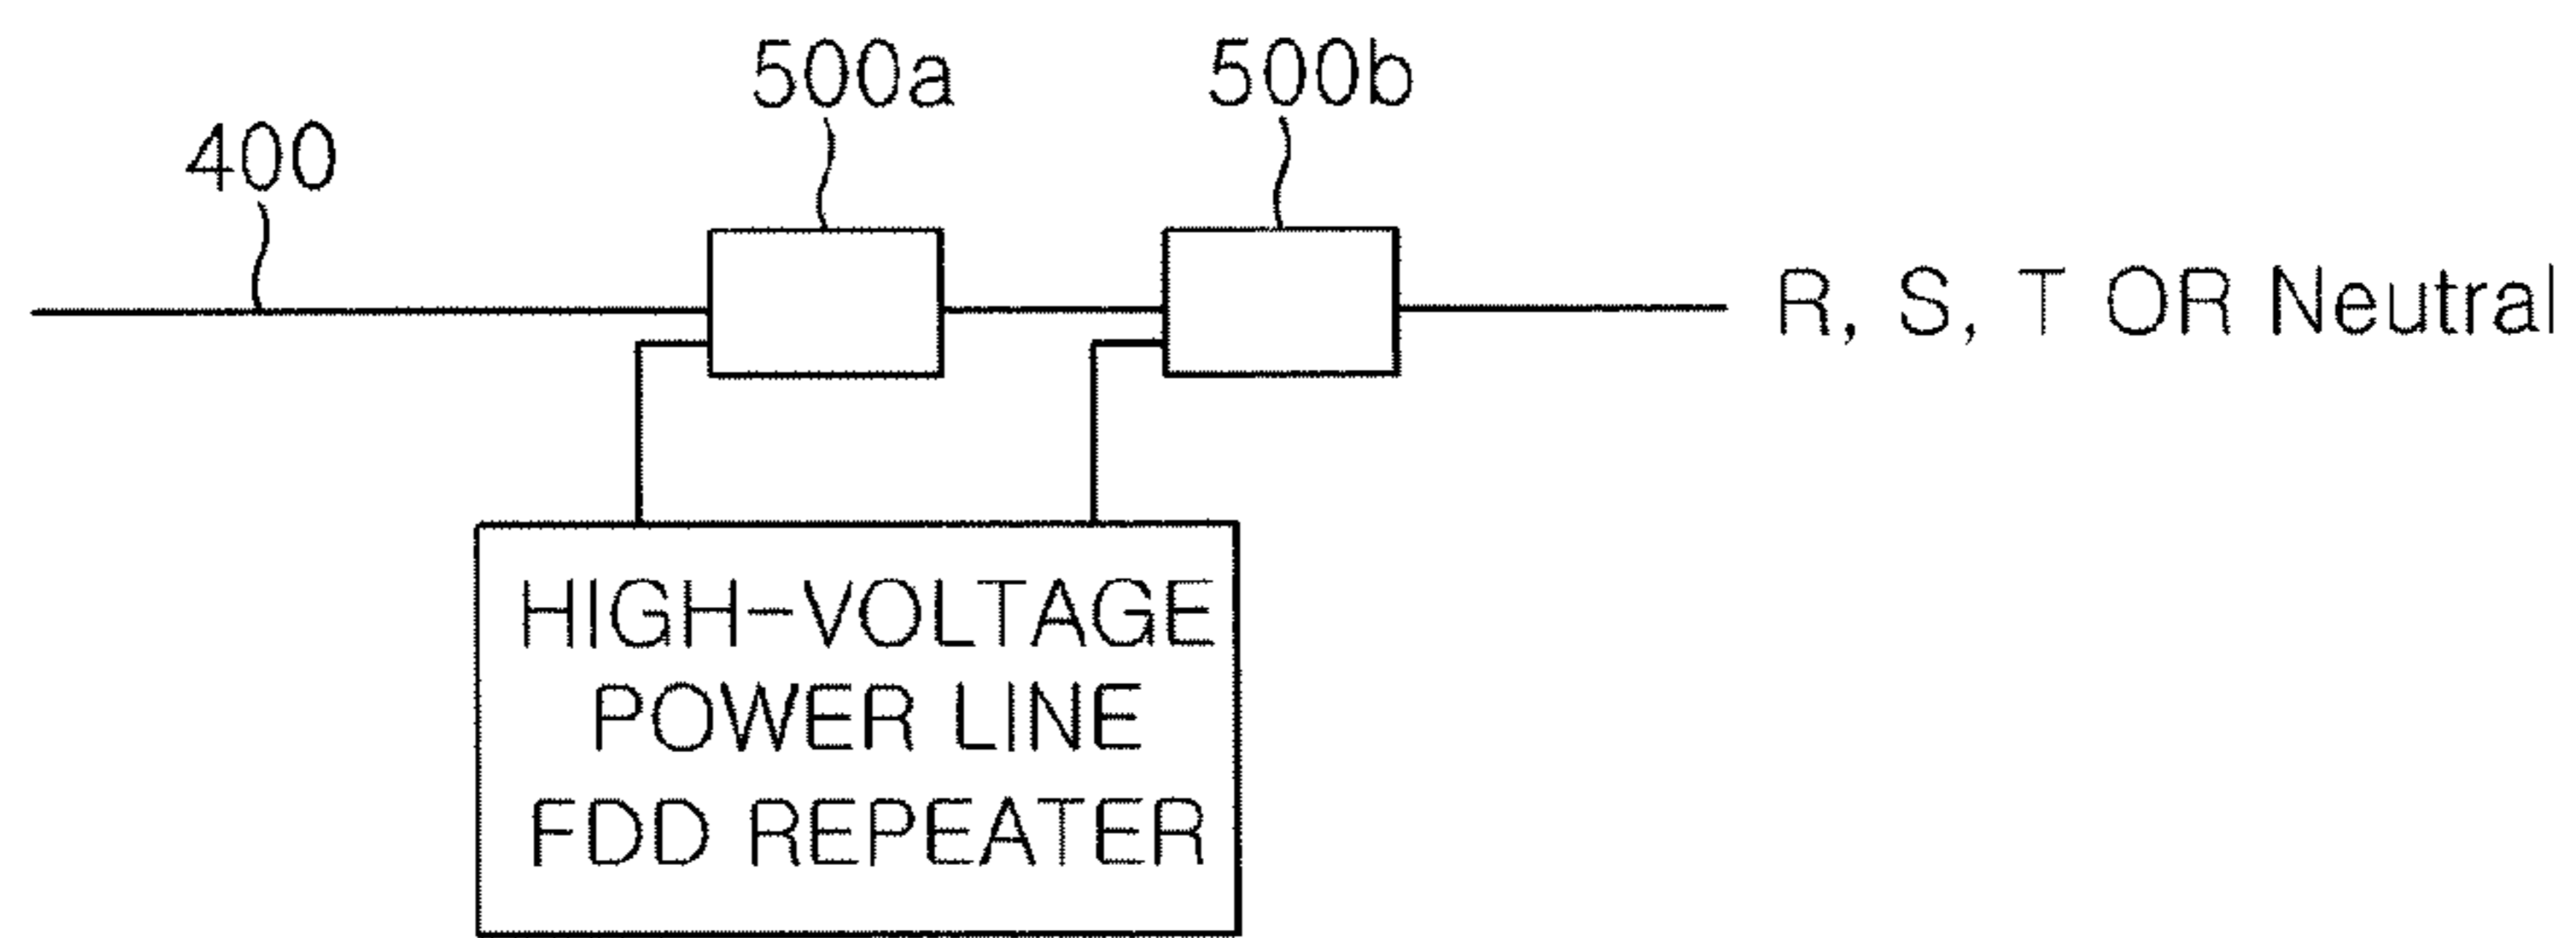 500a
500b
400
R, S, T OR Neutral
HIGH-VOLTAGE
POWER LINE
FDD REPEATER